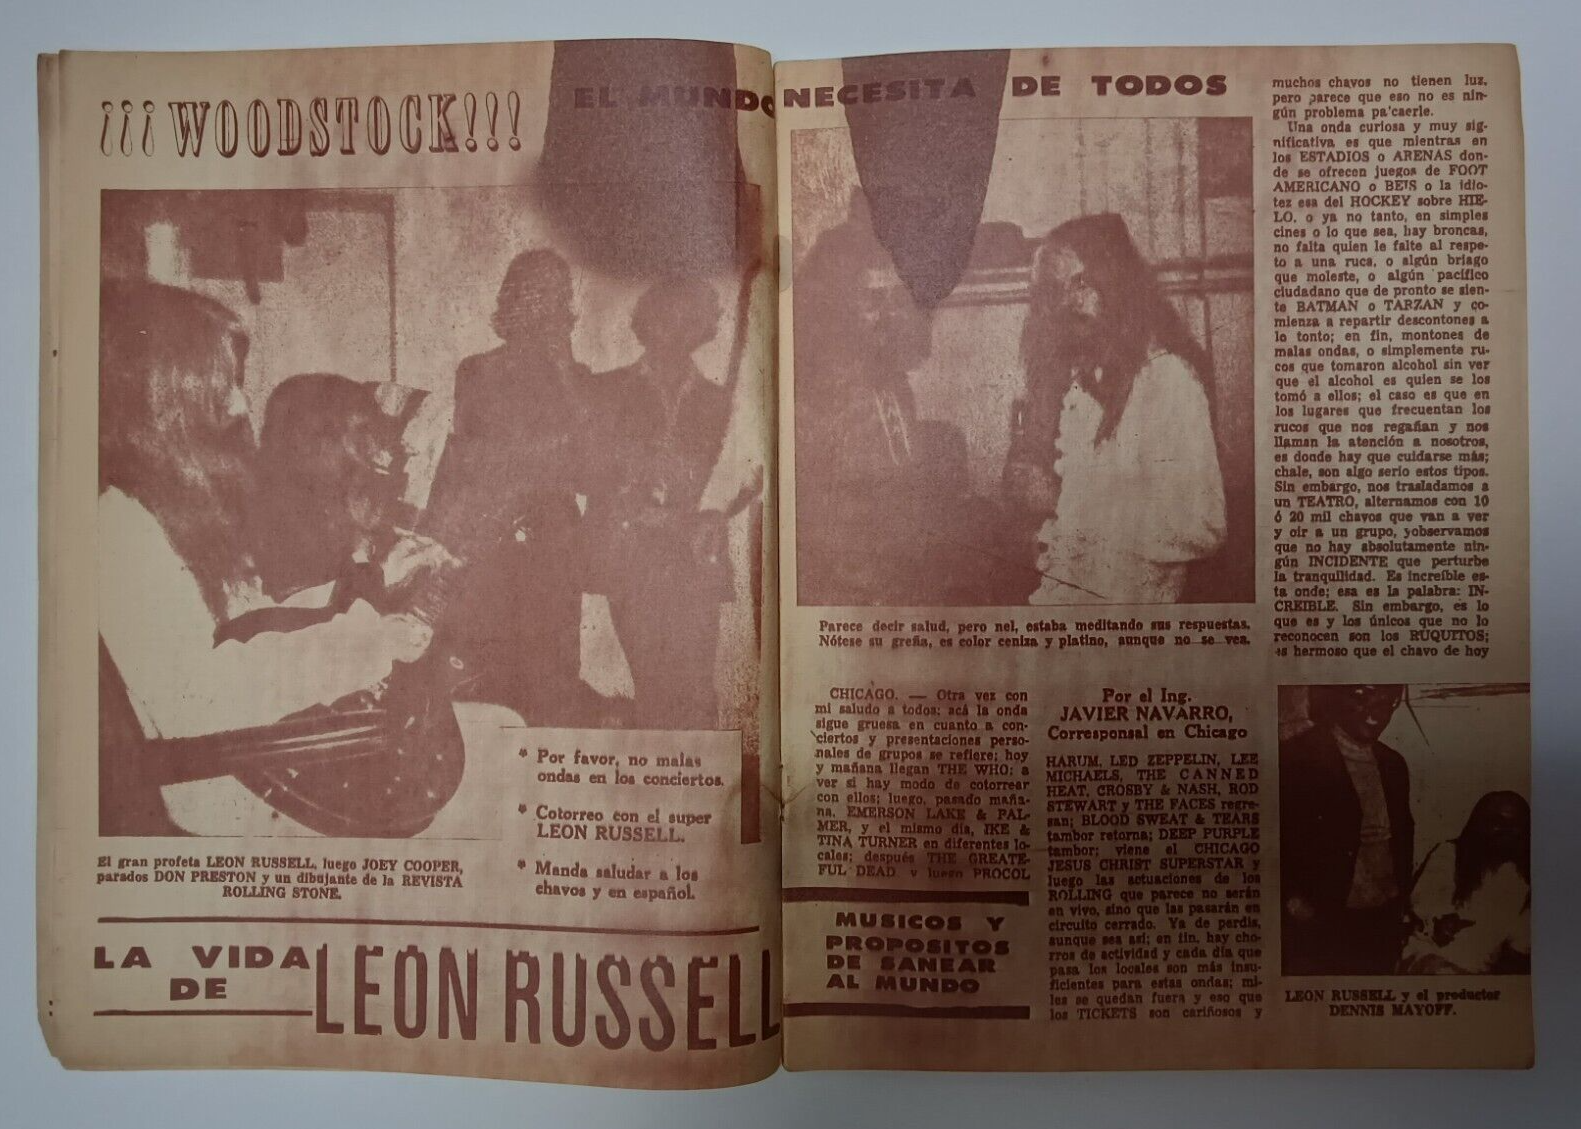 ¡¡¡WOODSTOCK!!!
EL MUNDO NECESITA DE TODOS
* Por favor, no malas
ondas en los conciertos.
* Cotorreo con el super
LEON RUSSELL.
* Manda saludar a los
chavos y en español.
El gran profeta LEON RUSSELL, luego JOEY COOPER,
parados DON PRESTON y un dibujante de la REVISTA
ROLLING STONE.
LA VIDA
DE
LEON RUSSELL
Parece decir salud, pero nel, estaba meditando sus respuestas.
Nótese su greña, es color ceniza y platino, aunque no se vea.
CHICAGO. — Otra vez con
mi saludo a todos; acá la onda
sigue gruesa en cuanto a con-
ciertos y presentaciones perso-
nales de grupos se refiere; hoy
y mañana llegan THE WHO; a
ver si hay modo de cotorrear
con ellos; luego, pasado maña-
na, EMERSON LAKE & PAL-
MER, y el mismo día, IKE &
TINA TURNER en diferentes lo-
cales; después THE GREATE-
FUL DEAD y luego PROCOL
MUSICOS Y
PROPOSITOS
DE SANEAR
AL MUNDO
Por el Ing.
JAVIER NAVARRO,
Corresponsal en Chicago
HARUM, LED ZEPPELIN, LEE
MICHAELS, THE CANNED
HEAT, CROSBY & NASH, ROD
STEWART y THE FACES regre-
san; BLOOD SWEAT & TEARS
tambor retorna; DEEP PURPLE
tambor; viene el CHICAGO
JESUS CHRIST SUPERSTAR y
luego las actuaciones de los
ROLLING que parece no serán
en vivo, sino que las pasarán en
circuito cerrado. Ya de perdis,
aunque sea así; en fin, hay cho-
rros de actividad y cada día que
pasa los locales son más insu-
ficientes para estas ondas; mi-
les se quedan fuera y eso que
los TICKETS son cariñosos y
muchos chavos no tienen luz,
pero parece que eso no es nin-
gún problema pa'caerle.
Una onda curiosa y muy sig-
nificativa es que mientras en
los ESTADIOS o ARENAS don-
de se ofrecen juegos de FOOT
AMERICANO o BEIS o la idio-
tez esa del HOCKEY sobre HIE-
LO, o ya no tanto, en simples
cines o lo que sea, hay broncas,
no falta quien le falte al respe-
to a una ruca, o algún briago
que moleste, o algún pacífico
ciudadano que de pronto se sien-
te BATMAN o TARZAN y co-
mienza a repartir descontones a
lo tonto; en fin, montones de
malas ondas, o simplemente ru-
cos que tomaron alcohol sin ver
que el alcohol es quien se los
tomó a ellos; el caso es que en
los lugares que frecuentan los
rucos que nos regañan y nos
llaman la atención a nosotros,
es donde hay que cuidarse más;
chale, son algo serio estos tipos.
Sin embargo, nos trasladamos a
un TEATRO, alternamos con 10
ó 20 mil chavos que van a ver
y oir a un grupo, yobservamos
que no hay absolutamente nin-
gún INCIDENTE que perturbe
la tranquilidad. Es increíble es-
ta onde; esa es la palabra: IN-
CREIBLE. Sin embargo, es lo
que es y los únicos que no lo
reconocen son los RUQUITOS;
es hermoso que el chavo de hoy
LEON RUSSELL y el productor
DENNIS MAYOFF.